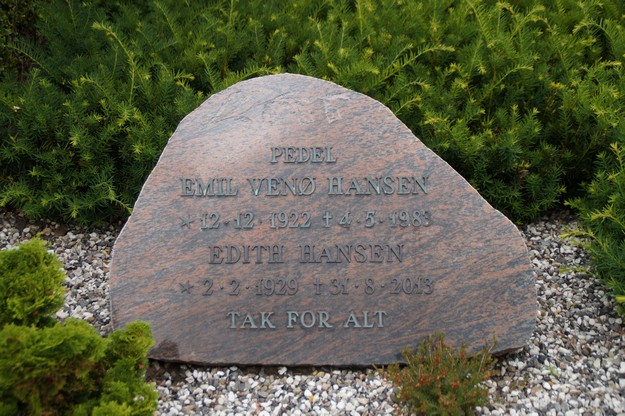 PEDEL
EMIL VENØ HANSEN
* 12 · 12 · 1922 † 4 · 5 · 1983
EDITH HANSEN
* 2 · 2 · 1929 † 31 · 8 · 2013
TAK FOR ALT